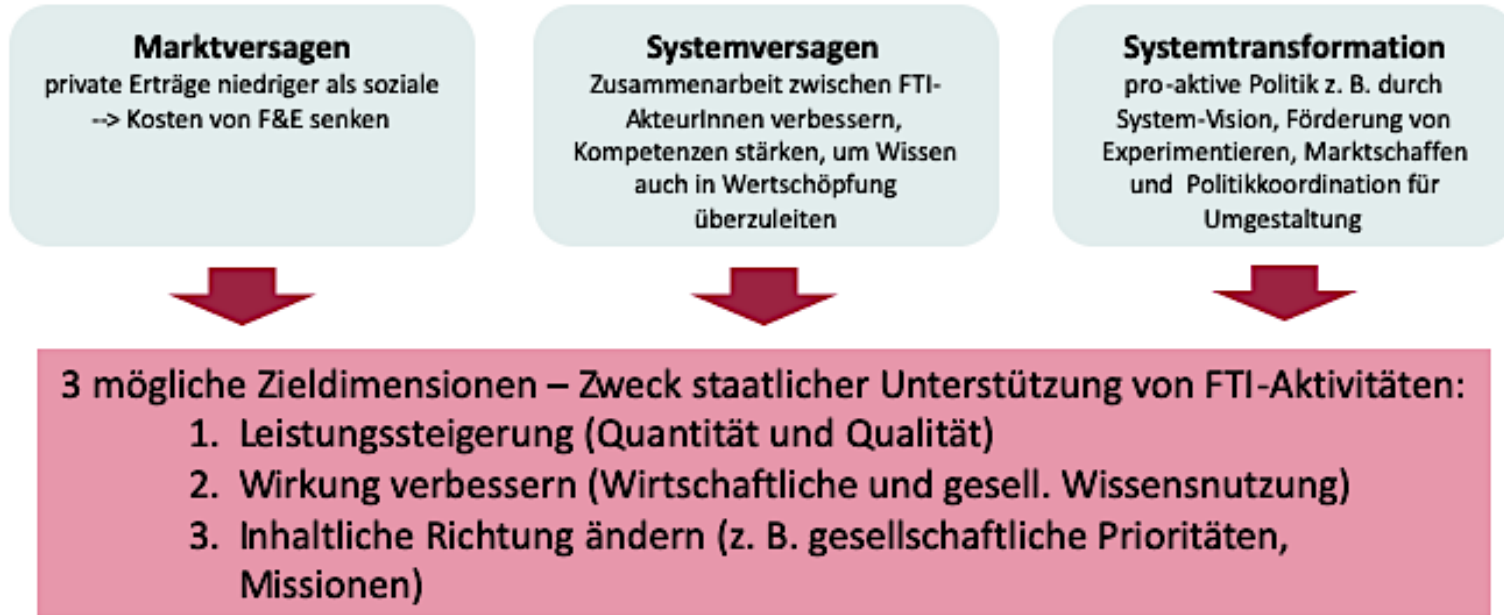 Marktversagen
private Erträge niedriger als soziale
--> Kosten von F&E senken
Systemversagen
Zusammenarbeit zwischen FTI-
AkteurInnen verbessern,
Kompetenzen stärken, um Wissen
auch in Wertschöpfung
überzuleiten
Systemtransformation
pro-aktive Politik z. B. durch
System-Vision, Förderung von
Experimentieren, Marktschaffen
und Politikkoordination für
Umgestaltung
3 mögliche Zieldimensionen – Zweck staatlicher Unterstützung von FTI-Aktivitäten:
1. Leistungssteigerung (Quantität und Qualität)
2. Wirkung verbessern (Wirtschaftliche und gesell. Wissensnutzung)
3. Inhaltliche Richtung ändern (z. B. gesellschaftliche Prioritäten,
Missionen)